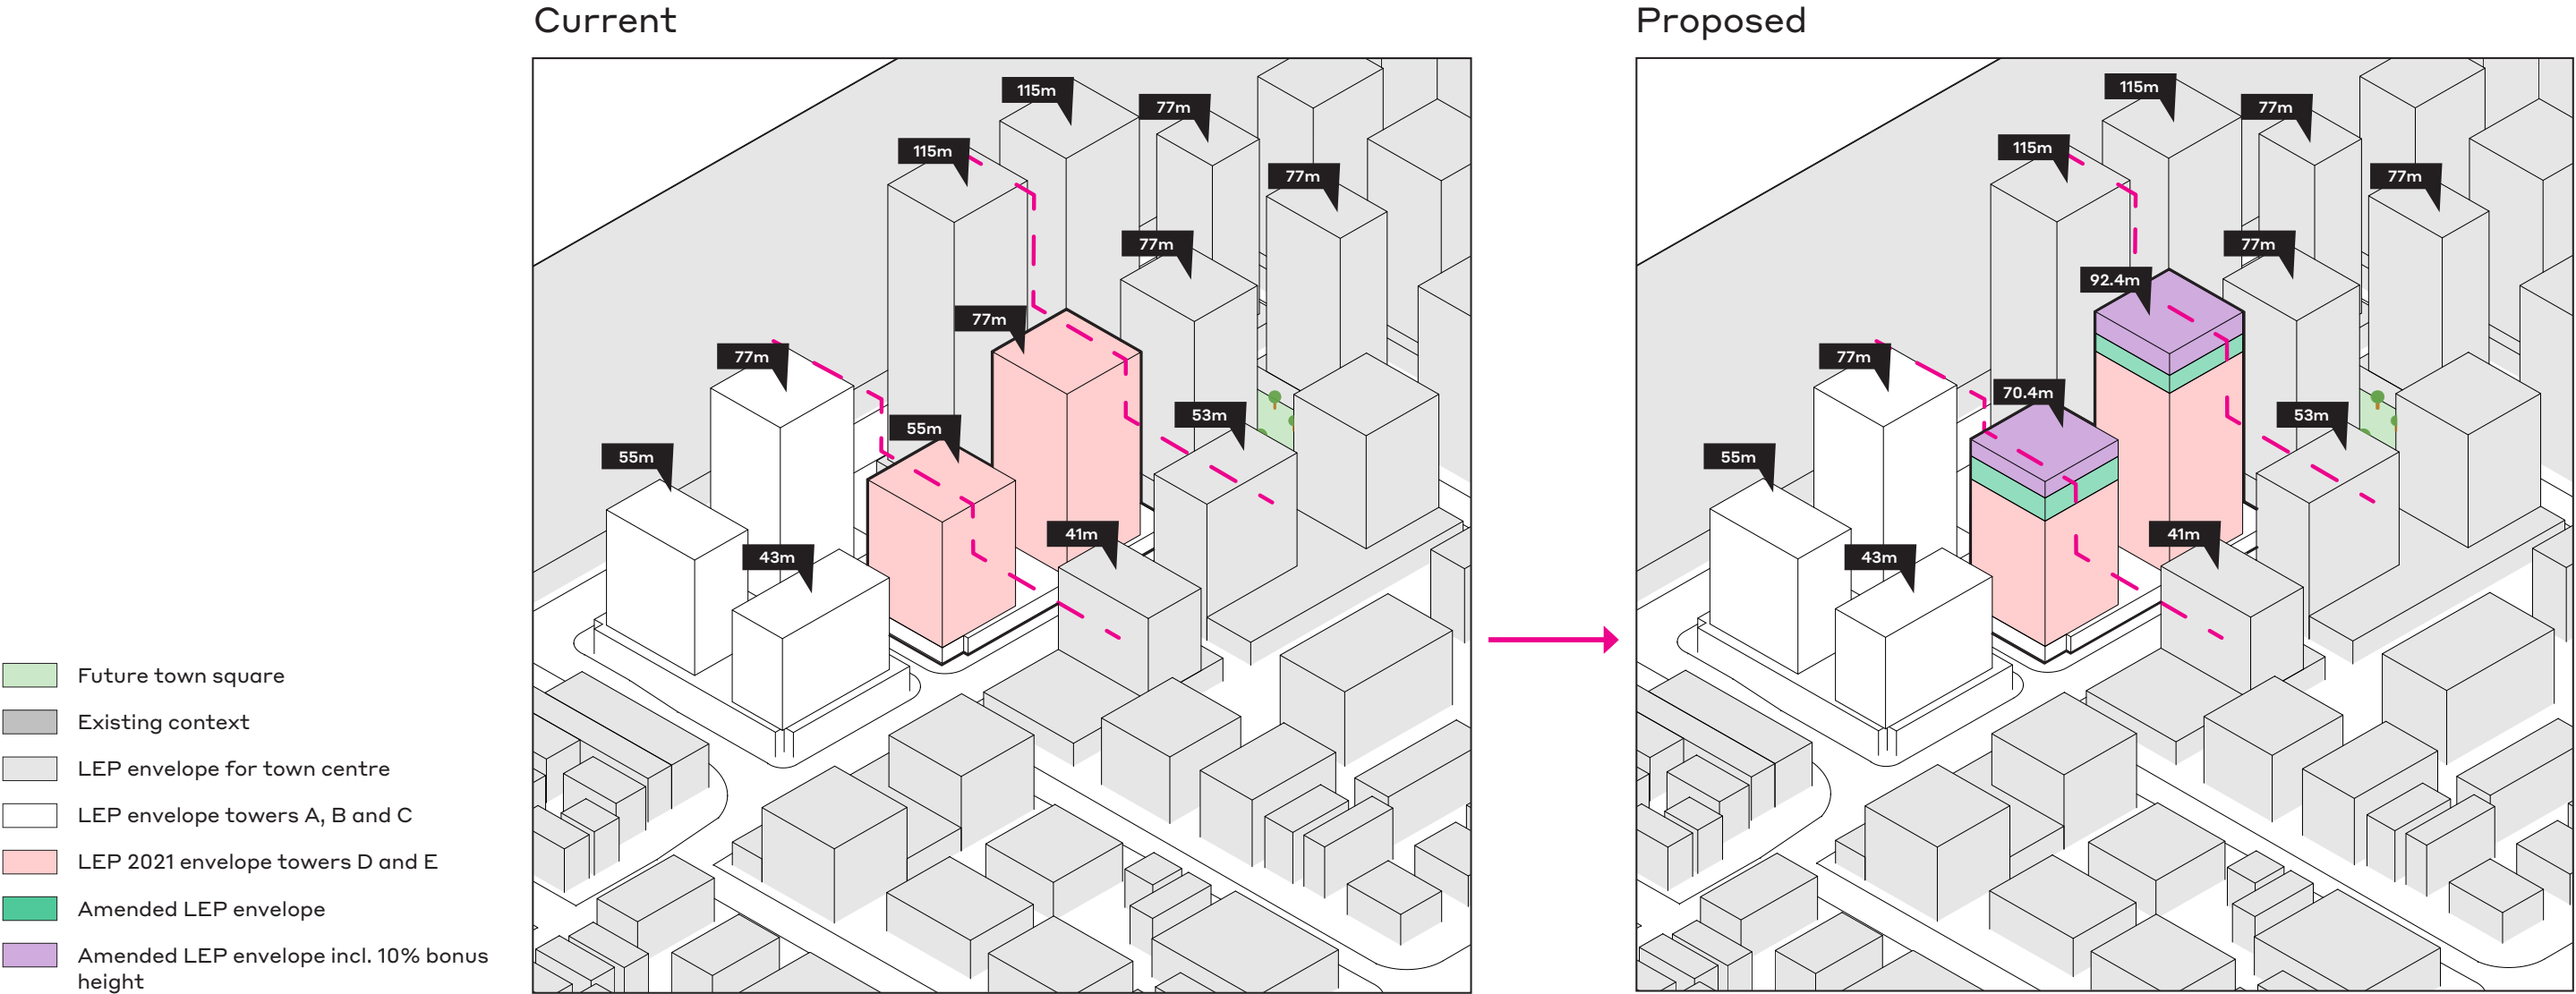 Current
115m
77m
115m
77m
77m
77m
77m
53m
55m
55m
41m
43m
Proposed
115m
77m
115m
77m
77m
92.4m
77m
70.4m
53m
55m
41m
43m
Future town square
Existing context
LEP envelope for town centre
LEP envelope towers A, B and C
LEP 2021 envelope towers D and E
Amended LEP envelope
Amended LEP envelope incl. 10% bonus
height